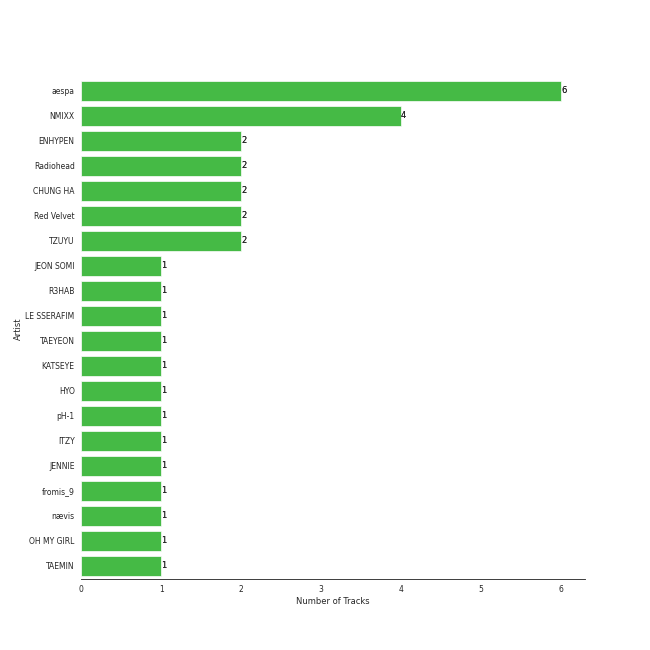 aespa 6
NMIXX 4
ENHYPEN 2
Radiohead 2
CHUNG HA 2
Red Velvet 2
TZUYU 2
JEON SOMI 1
R3HAB 1
LE SSERAFIM 1
TAEYEON 1
KATSEYE 1
HYO 1
pH-1 1
ITZY 1
JENNIE 1
fromis_9 1
nævis 1
OH MY GIRL 1
TAEMIN 1
Artist
0 1 2 3 4 5 6
Number of Tracks